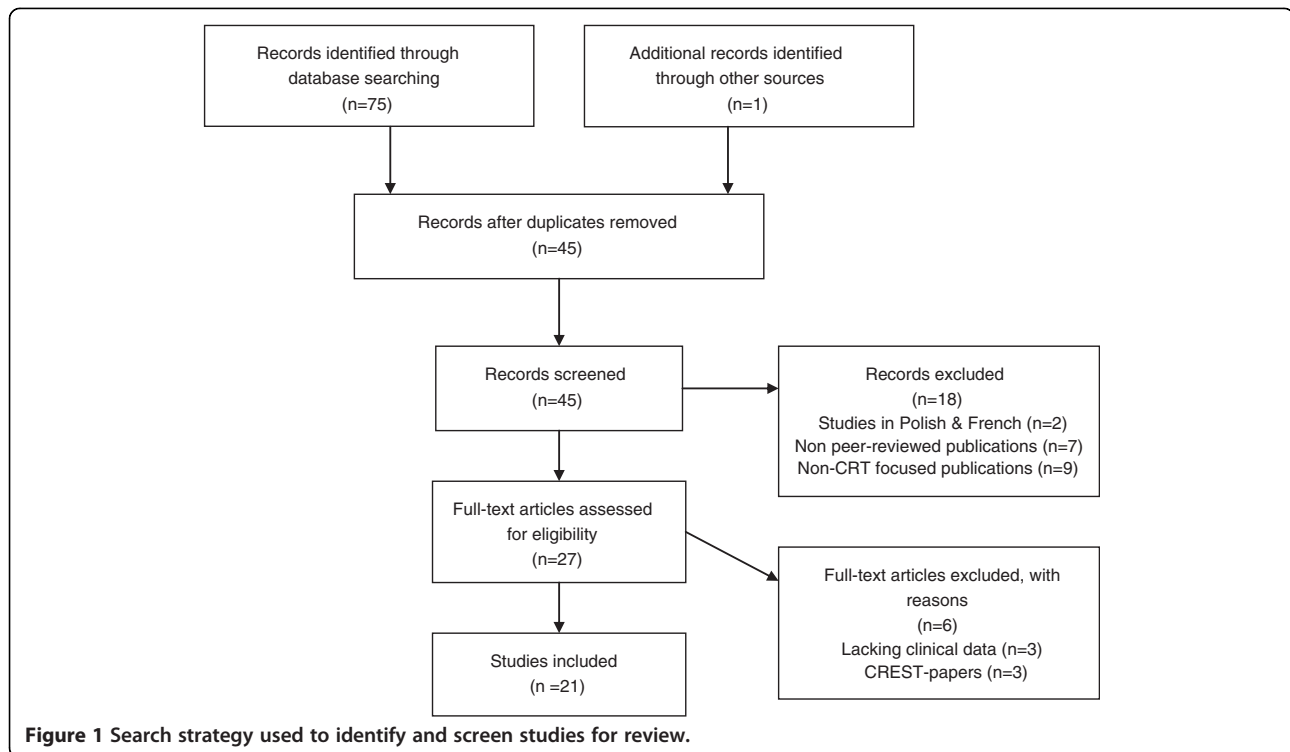 Records identified through
database searching
(n=75)
Additional records identified
through other sources
(n=1)
Records after duplicates removed
(n=45)
Records screened
(n=45)
Records excluded
(n=18)
Studies in Polish & French (n=2)
Non peer-reviewed publications (n=7)
Non-CRT focused publications (n=9)
Full-text articles assessed
for eligibility
(n=27)
Full-text articles excluded, with
reasons
(n=6)
Lacking clinical data (n=3)
CREST-papers (n=3)
Studies included
(n =21)
Figure 1 Search strategy used to identify and screen studies for review.